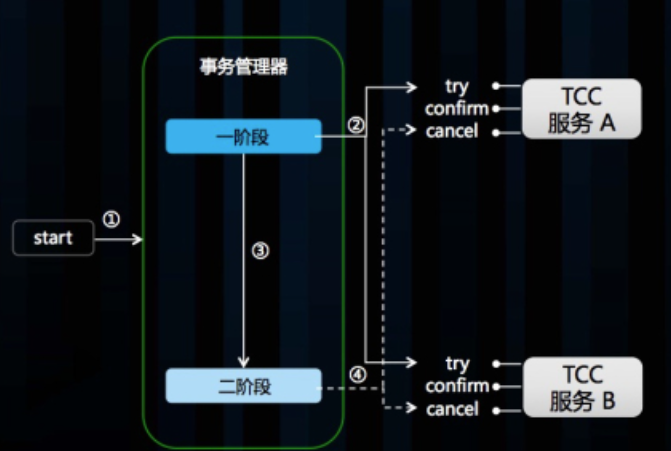 事务管理器
一阶段
②
try
confirm
cancel
TCC
服务 A
start
①
③
二阶段
④
try
confirm
cancel
TCC
服务 B